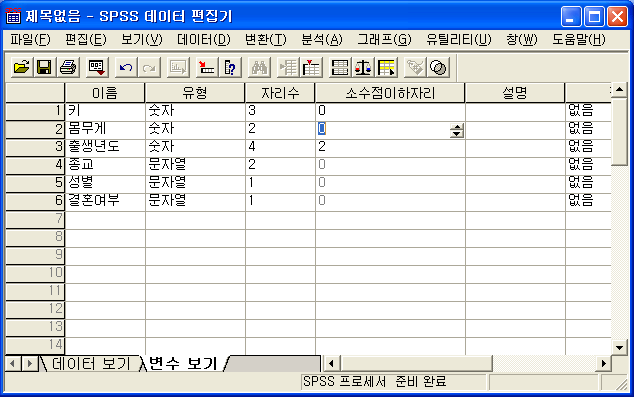 제목없음 - SPSS 데이터 편집기
파일(F) 편집(E) 보기(V) 데이터(D) 변환(T) 분석(A) 그래프(G) 유틸리티(U) 창(W) 도움말(H)
이름 유형 자리수 소수점이하자리 설명
1 키 숫자 3 0 없음
2 몸무게 숫자 2 0 없음
3 출생년도 숫자 4 2 없음
4 종교 문자열 2 0 없음
5 성별 문자열 1 0 없음
6 결혼여부 문자열 1 0 없음
7
8
9
10
11
12
13
14
데이터 보기 변수 보기
SPSS 프로세서 준비 완료